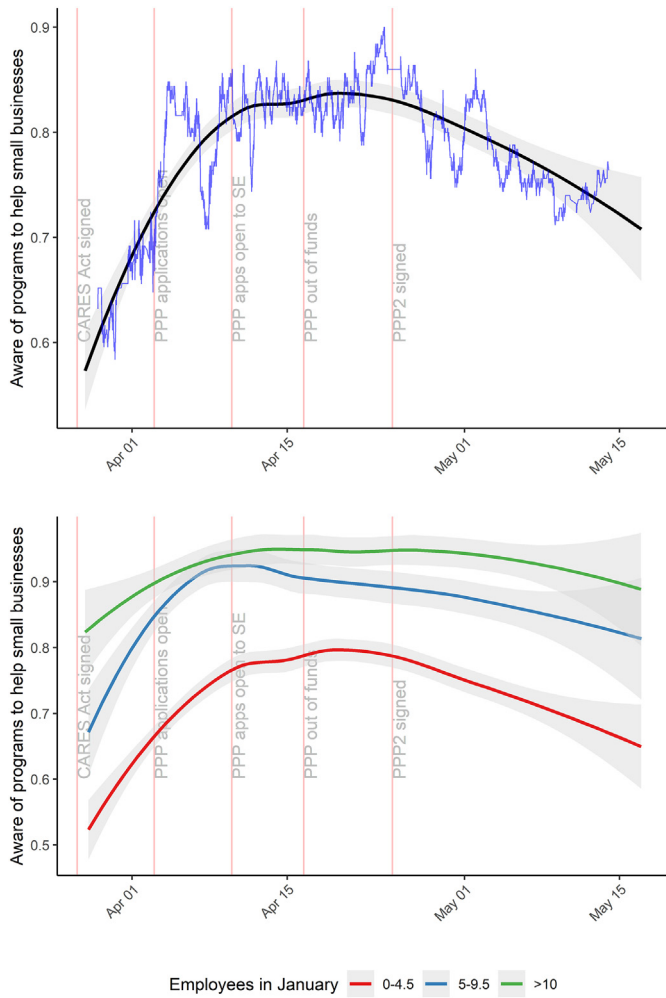 Aware of programs to help small businesses
0.9
0.8
0.7
0.6
CARES Act signed
PPP applications open
PPP apps open to SE
PPP out of funds
PPP2 signed
Apr 01
Apr 15
May 01
May 15
Aware of programs to help small businesses
0.9
0.8
0.7
0.6
0.5
CARES Act signed
PPP applications open
PPP apps open to SE
PPP out of funds
PPP2 signed
Apr 01
Apr 15
May 01
May 15
Employees in January 0-4.5 5-9.5 >10